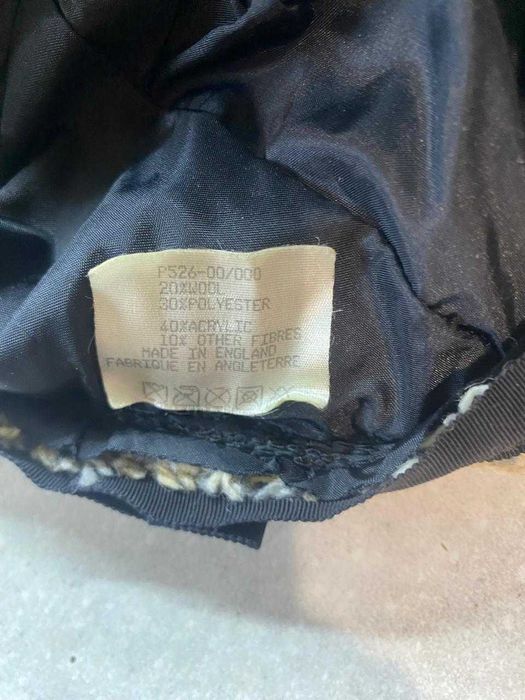 P526-00/000
20%WOOL
30%POLYESTER
40%ACRYLIC
10% OTHER FIBRES
MADE IN ENGLAND
FABRIQUE EN ANGLETERRE